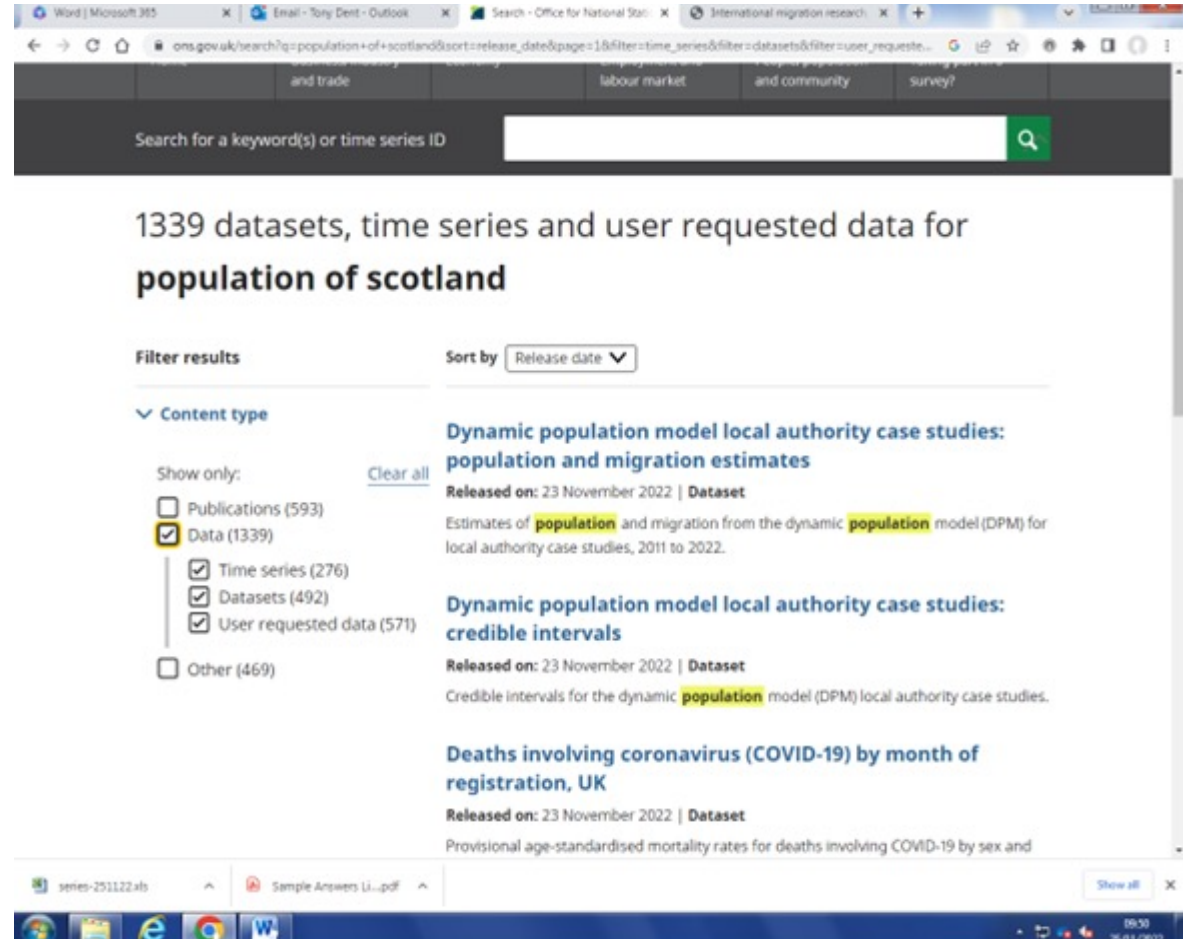 Word | Microsoft 365
Email - Tony Dent - Outlook
Search - Office for National Stati
International migration research
ons.gov.uk/search?q=population+of+scotland&sort=release_date&page=1&filter=time_series&filter=datasets&filter=user_requeste...
and trade
labour market
and community
survey?
Search for a keyword(s) or time series ID
1339 datasets, time series and user requested data for
population of scotland
Filter results
Sort by Release date
Content type
Show only: Clear all
Publications (593)
Data (1339)
Time series (276)
Datasets (492)
User requested data (571)
Other (469)
Dynamic population model local authority case studies:
population and migration estimates
Released on: 23 November 2022 | Dataset
Estimates of population and migration from the dynamic population model (DPM) for
local authority case studies, 2011 to 2022.
Dynamic population model local authority case studies:
credible intervals
Released on: 23 November 2022 | Dataset
Credible intervals for the dynamic population model (DPM) local authority case studies.
Deaths involving coronavirus (COVID-19) by month of
registration, UK
Released on: 23 November 2022 | Dataset
Provisional age-standardised mortality rates for deaths involving COVID-19 by sex and
series-251122.xls
Sample Answers Li....pdf
Show all
09:50